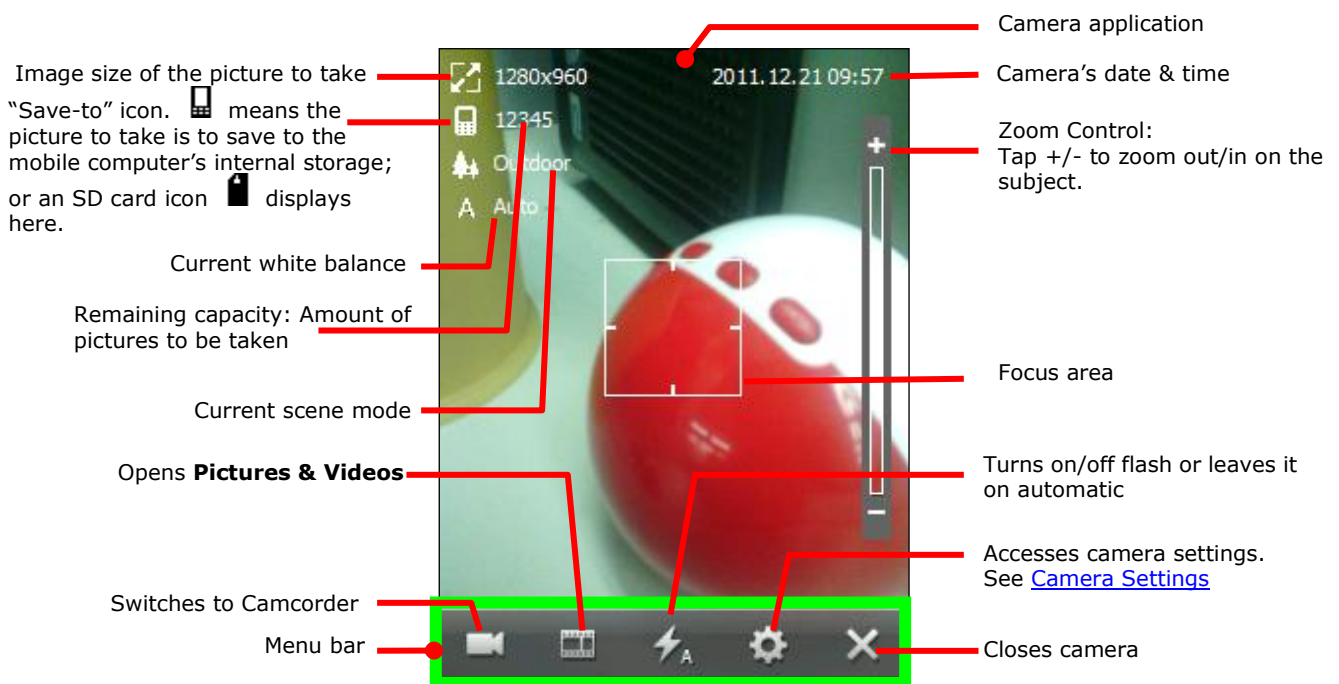 Camera application
Image size of the picture to take
1280x960
2011.12.21 09:57
Camera's date & time
“Save-to” icon. means the
picture to take is to save to the
mobile computer's internal storage;
or an SD card icon displays
here.
12345
Outdoor
A Auto
Zoom Control:
Tap +/- to zoom out/in on the
subject.
+
Current white balance
Remaining capacity: Amount of
pictures to be taken
Focus area
Current scene mode
Opens Pictures & Videos
Turns on/off flash or leaves it
on automatic
−
Accesses camera settings.
See Camera Settings
Switches to Camcorder
Menu bar
A
Closes camera